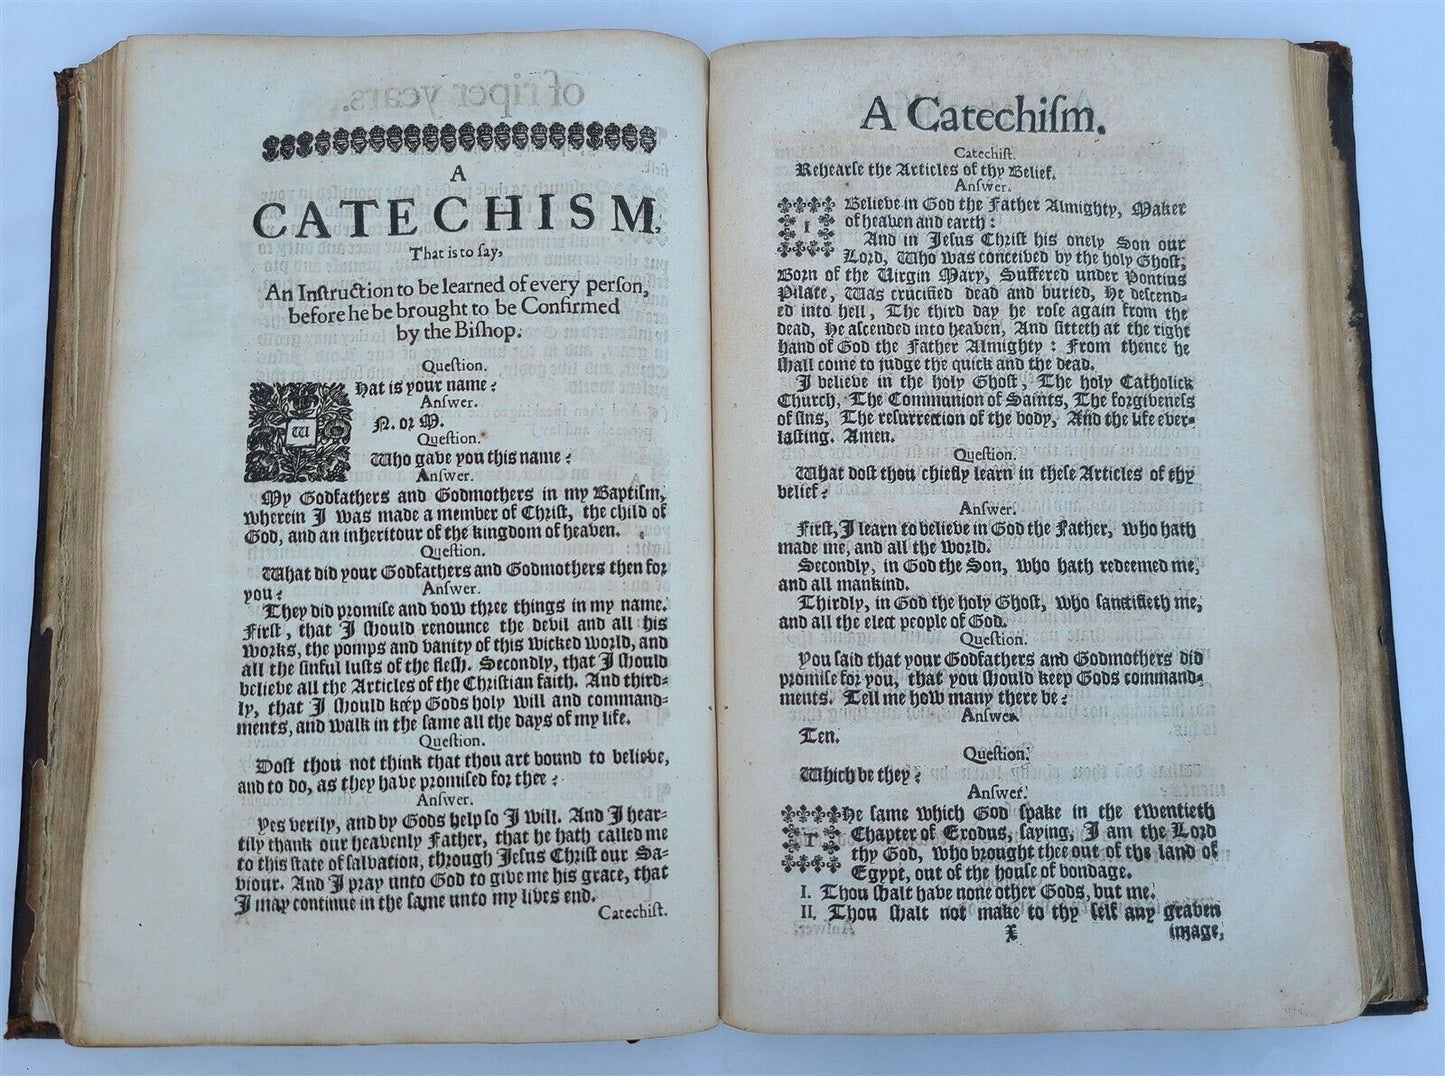 A
CATECHISM,
That is to say,
An Inſtruction to be learned of every perſon,
before he be brought to be Confirmed
by the Biſhop.
Queſtion.
What is your name?
Anſwer.
N. or M.
Queſtion.
Who gave you this name?
Anſwer.
My Godfathers and Godmothers in my Baptiſm,
wherein I was made a member of Chriſt, the child of
God, and an inheritour of the kingdom of heaven.
Queſtion.
What did your Godfathers and Godmothers then for
you?
Anſwer.
They did promiſe and vow three things in my name.
Firſt, that I ſhould renounce the devil and all his
works, the pomps and vanity of this wicked world, and
all the ſinful luſts of the fleſh. Secondly, that I ſhould
believe all the Articles of the Chriſtian faith. And third-
ly, that I ſhould keep Gods holy will and command-
ments, and walk in the ſame all the days of my life.
Queſtion.
Doſt thou not think that thou art bound to believe,
and to do, as they have promiſed for thee?
Anſwer.
Yes verily, and by Gods help ſo I will. And I hear-
tily thank our heavenly Father, that he hath called me
to this ſtate of ſalvation, through Jeſus Chriſt our Sa-
viour. And I pray unto God to give me his grace, that
I may continue in the ſame unto my lives end.
Catechiſt.
A Catechiſm.
Catechiſt.
Rehearſe the Articles of thy Belief.
Anſwer.
I Believe in God the Father Almighty, Maker
of heaven and earth:
And in Jeſus Chriſt his onely Son our
Lord, Who was conceived by the holy Ghoſt,
Born of the Virgin Mary, Suffered under Pontius
Pilate, Was crucified dead and buried, He deſcend-
ed into hell, The third day he roſe again from the
dead, He aſcended into heaven, And ſitteth at the right
hand of God the Father Almighty: From thence he
ſhall come to judge the quick and the dead.
I believe in the holy Ghoſt, The holy Catholick
Church, The Communion of Saints, The forgiveneſs
of ſins, The reſurrection of the body, And the life ever-
laſting. Amen.
Queſtion.
What doſt thou chiefly learn in theſe Articles of thy
belief?
Anſwer.
Firſt, I learn to believe in God the Father, who hath
made me, and all the world.
Secondly, in God the Son, who hath redeemed me,
and all mankind.
Thirdly, in God the holy Ghoſt, who ſanctifieth me,
and all the elect people of God.
Queſtion.
You ſaid that your Godfathers and Godmothers did
promiſe for you, that you ſhould keep Gods command-
ments. Tell me how many there be?
Anſwer.
Ten.
Queſtion.
Which be they?
Anſwer.
The ſame which God ſpake in the twentieth
Chapter of Exodus, ſaying, I am the Lord
thy God, who brought thee out of the land of
Egypt, out of the houſe of bondage.
I. Thou ſhalt have none other Gods, but me.
II. Thou ſhalt not make to thy ſelf any graven
X image,